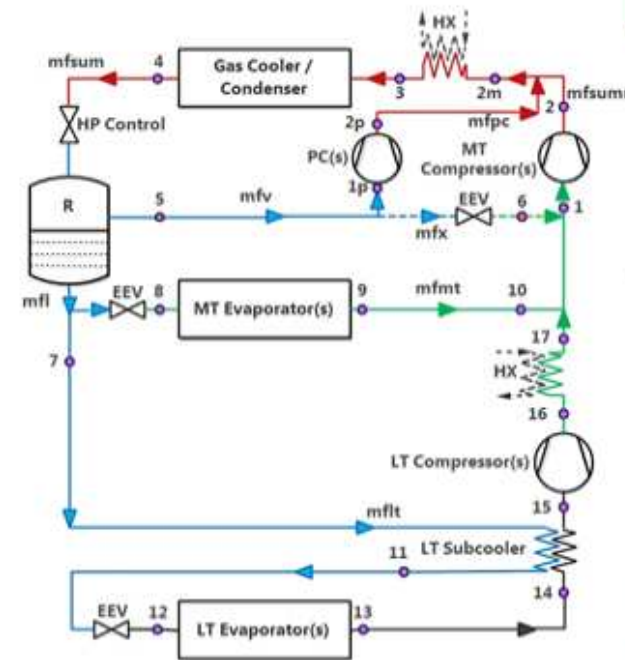 HX
4
Gas Cooler /
Condenser
mfsum
3
2m
2
mfsumm
HP Control
2p
mfpc
PC(s)
MT
Compressor(s)
1p
R
5
mfv
EEV
6
1
mfx
mfl
EEV
8
MT Evaporator(s)
9
mfmt
10
7
17
HX
16
LT Compressor(s)
15
mflt
LT Subcooler
11
14
EEV
12
LT Evaporator(s)
13